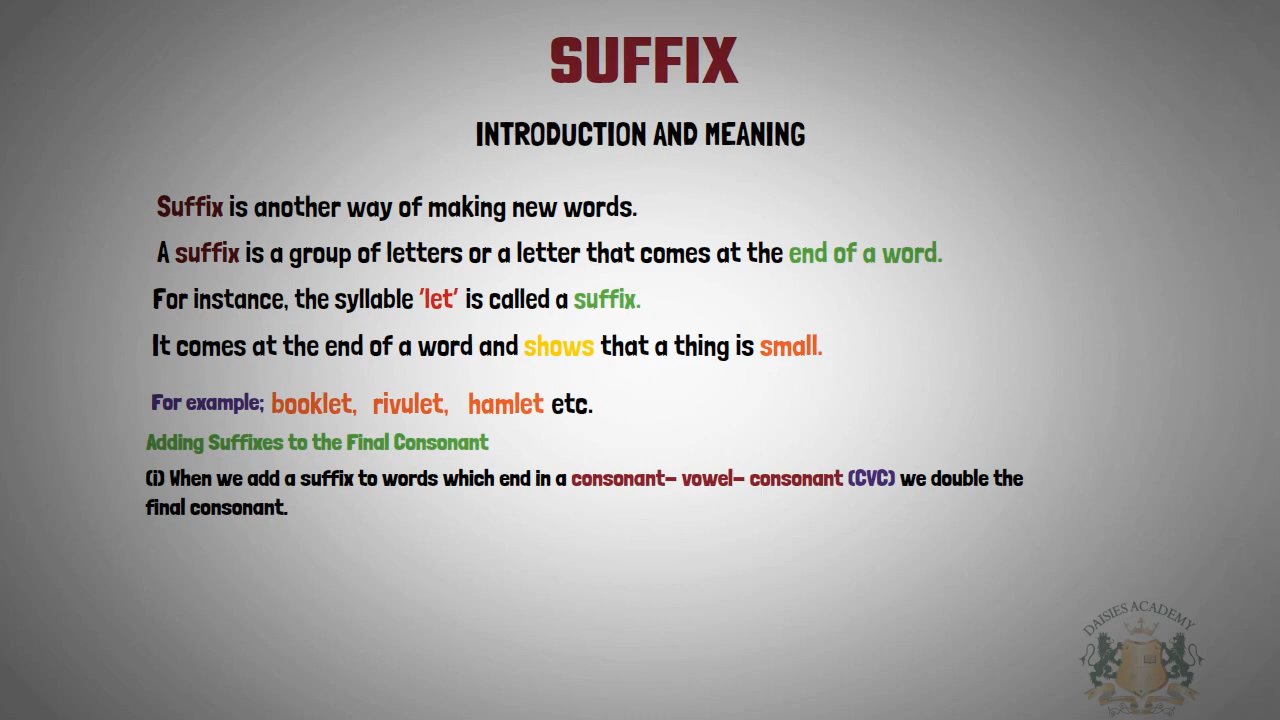 SUFFIX
INTRODUCTION AND MEANING
Suffix is another way of making new words.
A suffix is a group of letters or a letter that comes at the end of a word.
For instance, the syllable 'let' is called a suffix.
It comes at the end of a word and shows that a thing is small.
For example; booklet, rivulet, hamlet etc.
Adding Suffixes to the Final Consonant
(i) When we add a suffix to words which end in a consonant- vowel- consonant (CVC) we double the
final consonant.
DAISIES ACADEMY